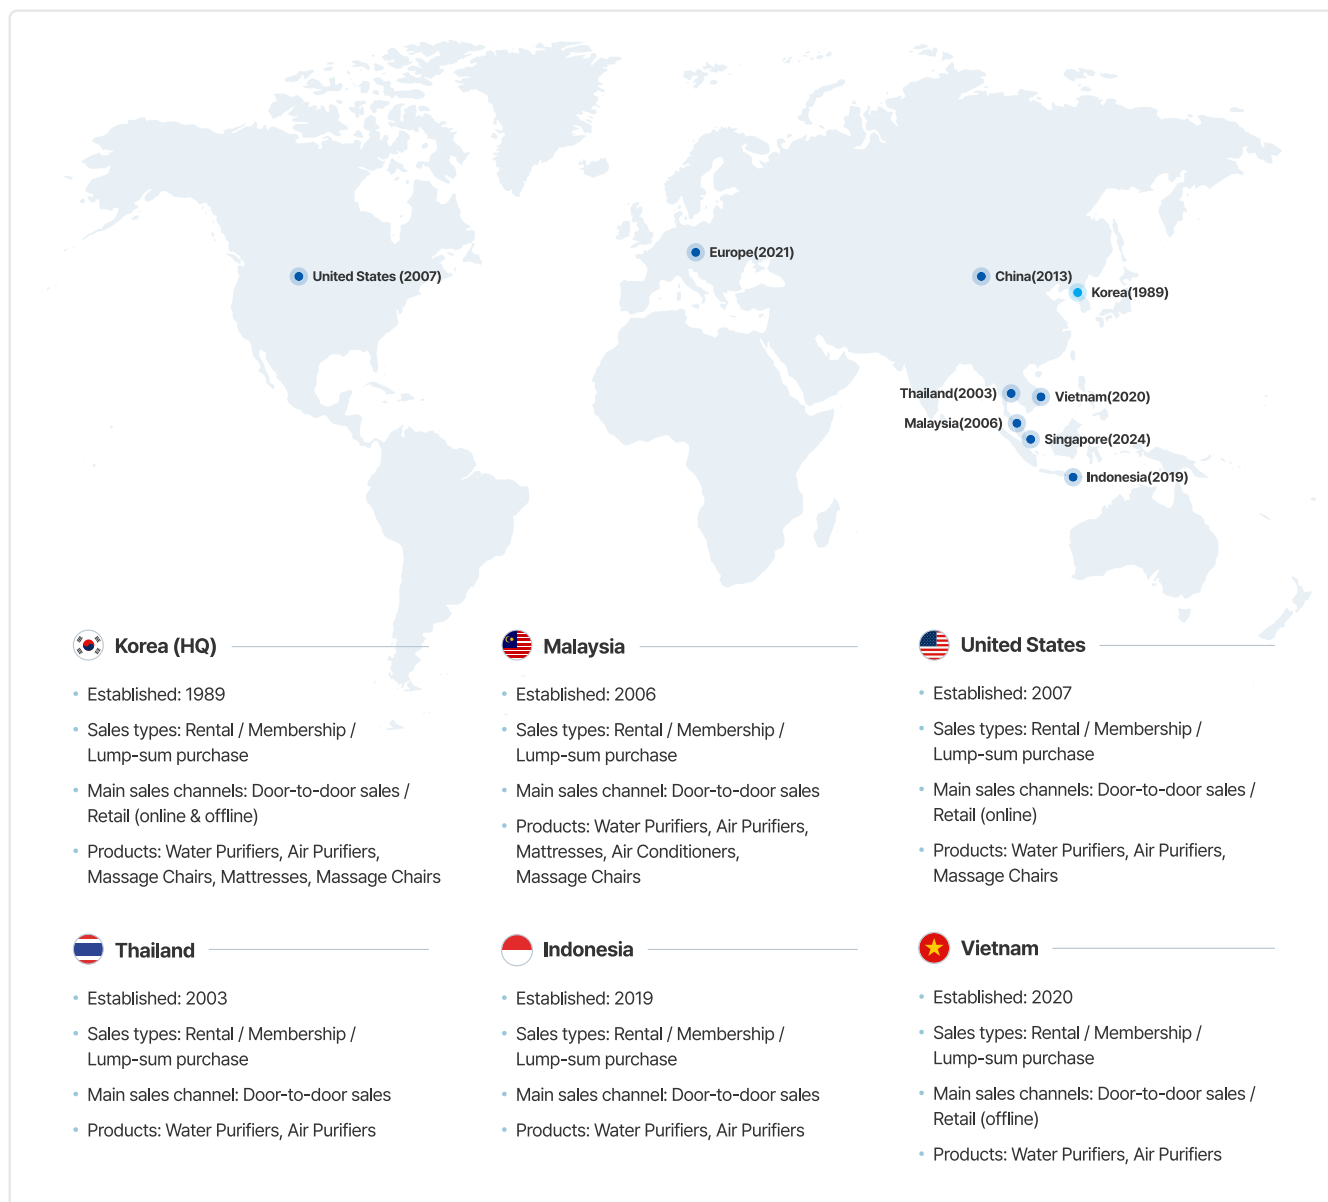 Europe(2021)
United States (2007)
China(2013)
Korea(1989)
Thailand(2003)
Vietnam(2020)
Malaysia(2006)
Singapore(2024)
Indonesia(2019)
Korea (HQ)
• Established: 1989
• Sales types: Rental / Membership /
Lump-sum purchase
• Main sales channels: Door-to-door sales /
Retail (online & offline)
• Products: Water Purifiers, Air Purifiers,
Massage Chairs, Mattresses, Massage Chairs
Malaysia
• Established: 2006
• Sales types: Rental / Membership /
Lump-sum purchase
• Main sales channel: Door-to-door sales
• Products: Water Purifiers, Air Purifiers,
Mattresses, Air Conditioners,
Massage Chairs
United States
• Established: 2007
• Sales types: Rental / Membership /
Lump-sum purchase
• Main sales channels: Door-to-door sales /
Retail (online)
• Products: Water Purifiers, Air Purifiers,
Massage Chairs
Thailand
• Established: 2003
• Sales types: Rental / Membership /
Lump-sum purchase
• Main sales channel: Door-to-door sales
• Products: Water Purifiers, Air Purifiers
Indonesia
• Established: 2019
• Sales types: Rental / Membership /
Lump-sum purchase
• Main sales channel: Door-to-door sales
• Products: Water Purifiers, Air Purifiers
Vietnam
• Established: 2020
• Sales types: Rental / Membership /
Lump-sum purchase
• Main sales channels: Door-to-door sales /
Retail (offline)
• Products: Water Purifiers, Air Purifiers